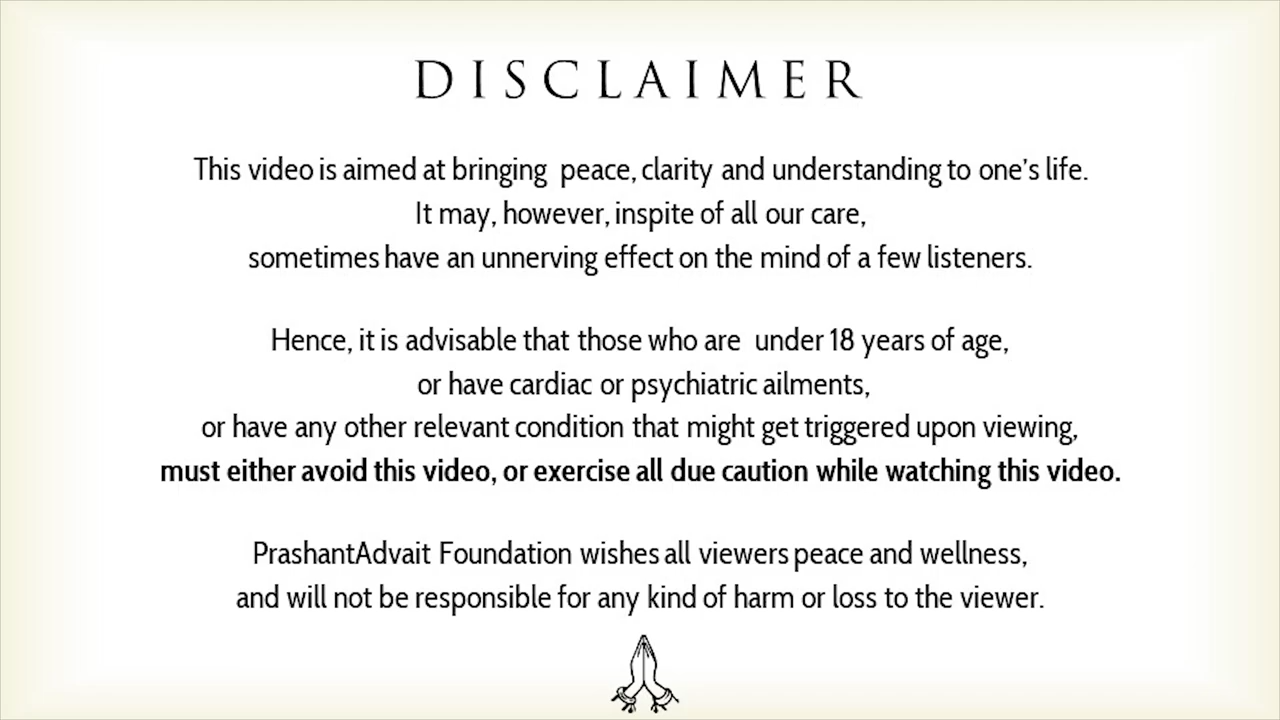 DISCLAIMER
This video is aimed at bringing peace, clarity and understanding to one's life.
It may, however, inspite of all our care,
sometimes have an unnerving effect on the mind of a few listeners.
Hence, it is advisable that those who are under 18 years of age,
or have cardiac or psychiatric ailments,
or have any other relevant condition that might get triggered upon viewing,
must either avoid this video, or exercise all due caution while watching this video.
PrashantAdvait Foundation wishes all viewers peace and wellness,
and will not be responsible for any kind of harm or loss to the viewer.